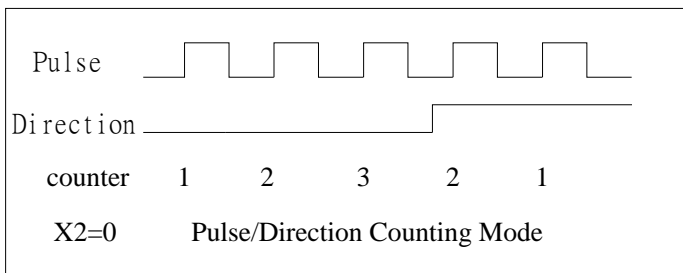 Pulse
Direction
counter 1 2 3 2 1
X2=0 Pulse/Direction Counting Mode